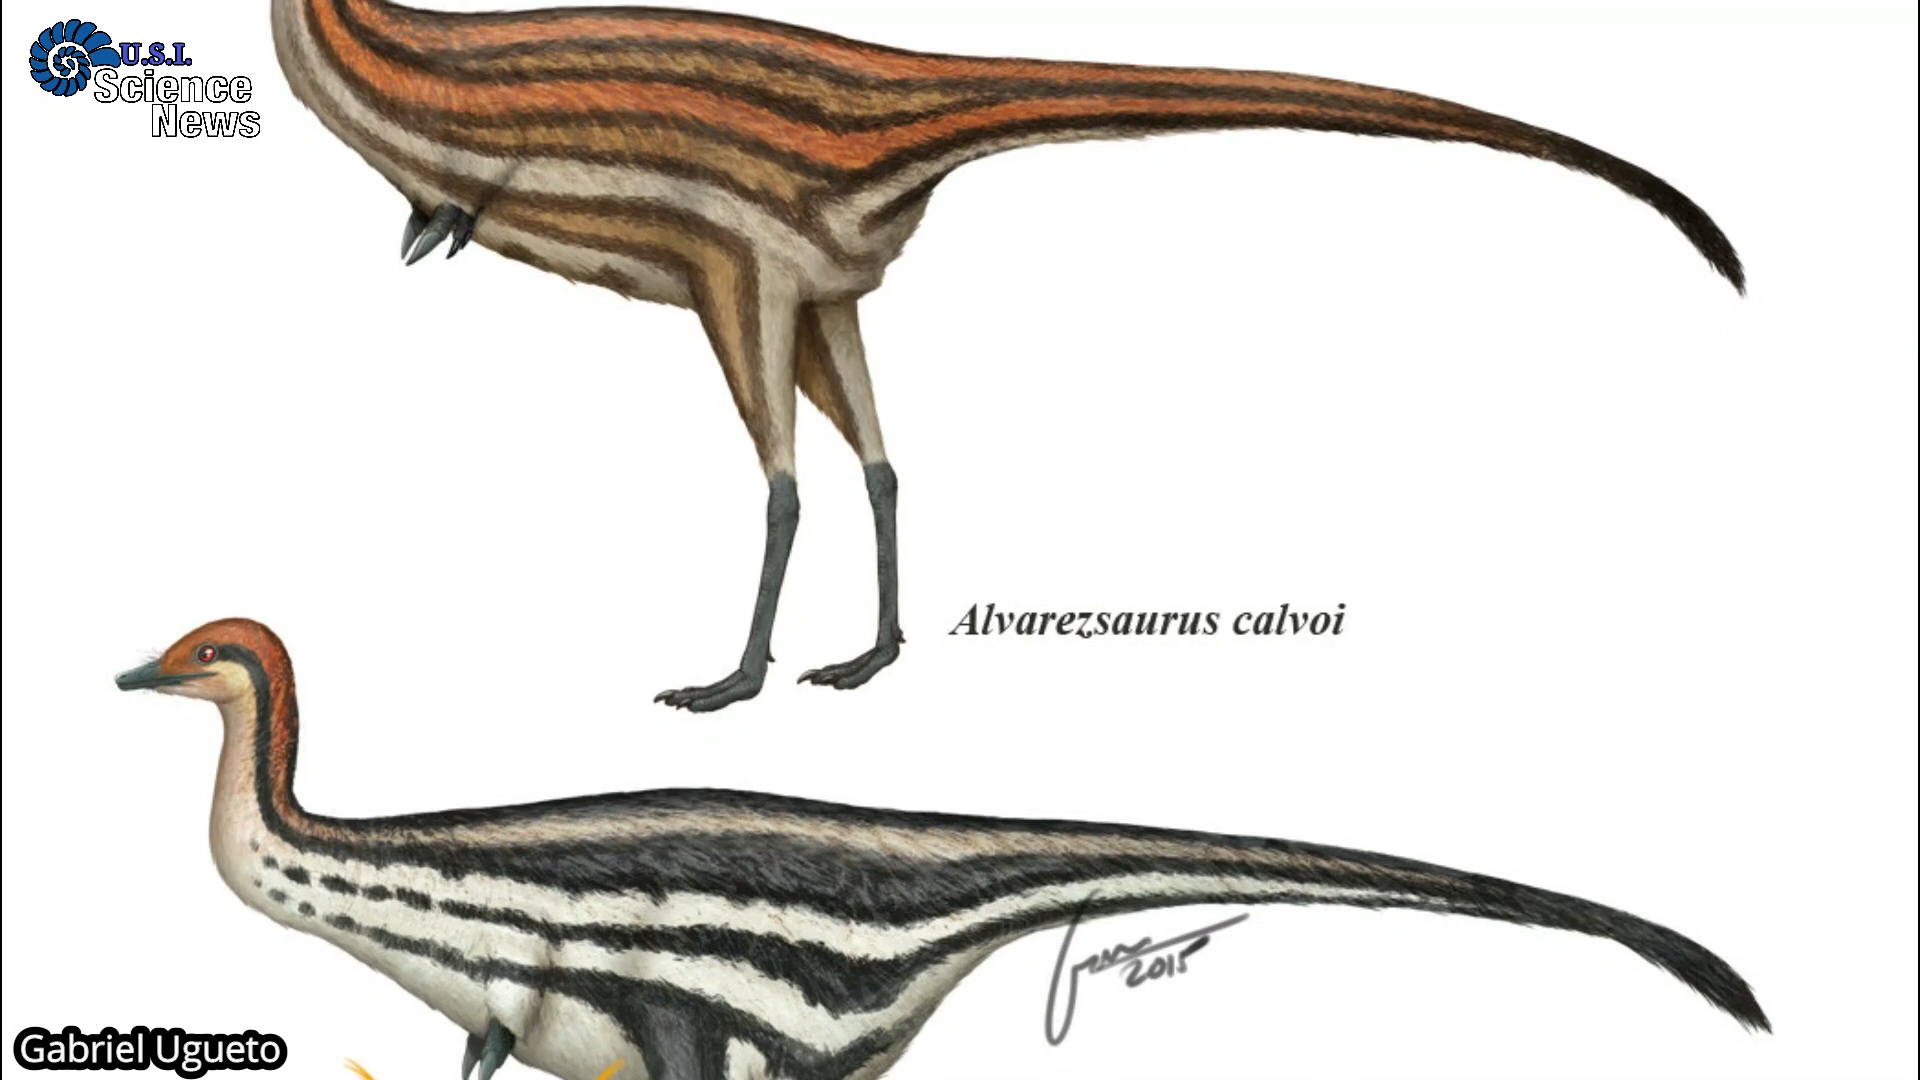 U.S.I.
Science
News
Alvarezsaurus calvoi
2015
Gabriel Ugueto